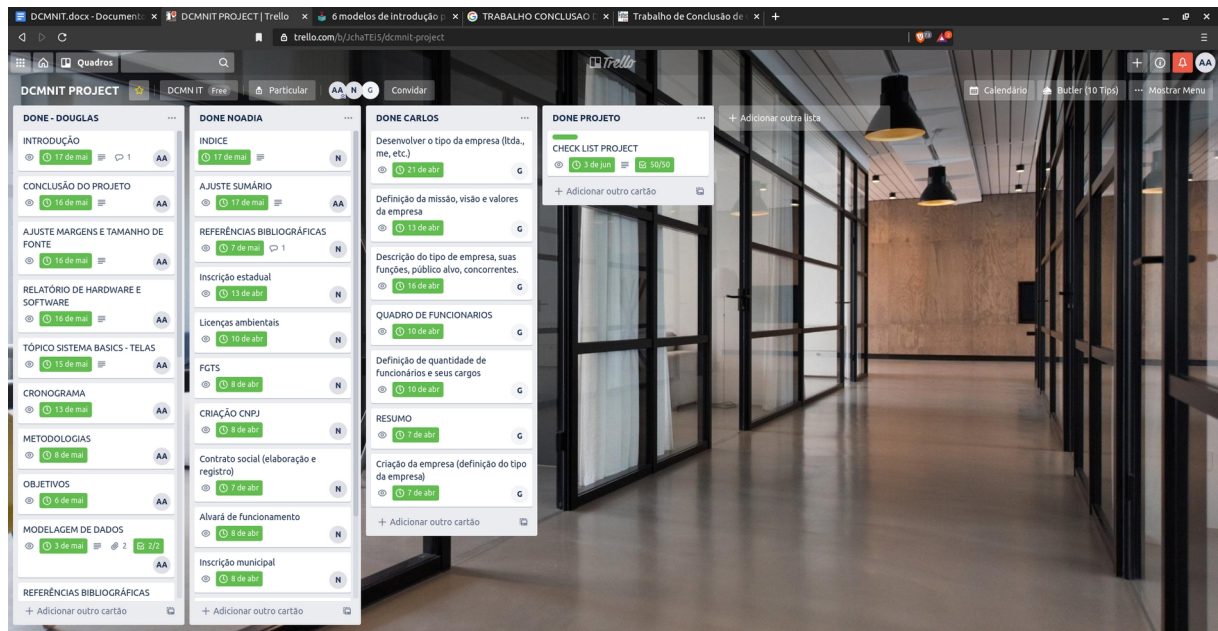 DCMNIT.docx - Documento
DCMNIT PROJECT | Trello
6 modelos de introdução p
TRABALHO CONCLUSAO D
Trabalho de Conclusão de
trello.com/b/JchaTEi5/dcmnit-project
Quadros
Trello
AA
DCMNIT PROJECT
DCMN IT Free
Particular
AA N G
Convidar
Calendário
Butler (10 Tips)
Mostrar Menu
DONE - DOUGLAS
INTRODUÇÃO
17 de mai 1 AA
CONCLUSÃO DO PROJETO
16 de mai AA
AJUSTE MARGENS E TAMANHO DE
FONTE
16 de mai AA
RELATÓRIO DE HARDWARE E
SOFTWARE
16 de mai AA
TÓPICO SISTEMA BASICS - TELAS
15 de mai AA
CRONOGRAMA
13 de mai AA
METODOLOGIAS
8 de mai AA
OBJETIVOS
6 de mai AA
MODELAGEM DE DADOS
3 de mai 2 2/2
AA
REFERÊNCIAS BIBLIOGRÁFICAS
+ Adicionar outro cartão
DONE NOADIA
INDICE
17 de mai N
AJUSTE SUMÁRIO
17 de mai AA
REFERÊNCIAS BIBLIOGRÁFICAS
7 de mai 1 N
Inscrição estadual
13 de abr N
Licenças ambientais
10 de abr N
FGTS
8 de abr N
CRIAÇÃO CNPJ
8 de abr N
Contrato social (elaboração e
registro)
7 de abr N
Alvará de funcionamento
8 de abr N
Inscrição municipal
8 de abr N
+ Adicionar outro cartão
DONE CARLOS
Desenvolver o tipo da empresa (ltda.,
me, etc.)
21 de abr G
Definição da missão, visão e valores
da empresa
13 de abr G
Descrição do tipo de empresa, suas
funções, público alvo, concorrentes.
16 de abr G
QUADRO DE FUNCIONARIOS
10 de abr G
Definição de quantidade de
funcionários e seus cargos
10 de abr G
RESUMO
7 de abr G
Criação da empresa (definição do tipo
da empresa)
7 de abr G
+ Adicionar outro cartão
DONE PROJETO
CHECK LIST PROJECT
3 de jun 50/50
+ Adicionar outro cartão
+ Adicionar outra lista